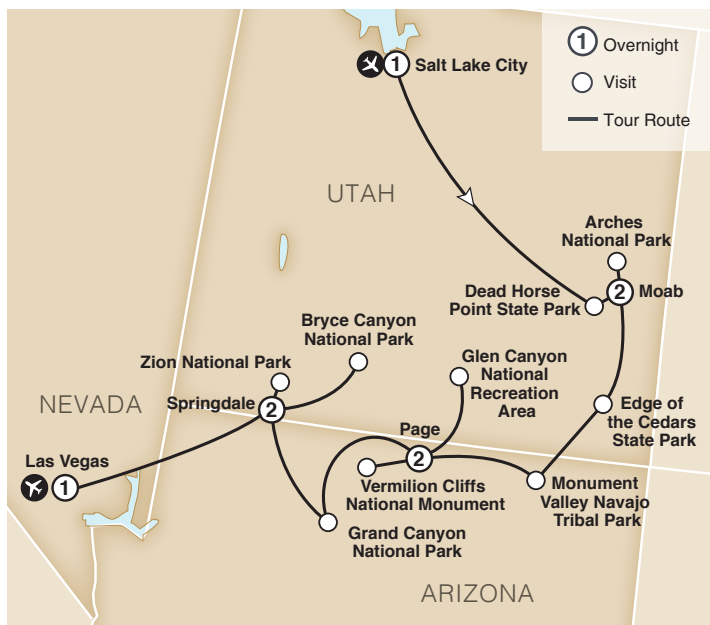 1 Overnight
Visit
Tour Route
1 Salt Lake City
UTAH
Arches
National Park
2 Moab
Dead Horse
Point State Park
Bryce Canyon
National Park
Zion National Park
Glen Canyon
National
Recreation
Area
NEVADA
Springdale 2
Edge of
the Cedars
State Park
Page
2
Las Vegas
1
Vermilion Cliffs
National Monument
Monument
Valley Navajo
Tribal Park
Grand Canyon
National Park
ARIZONA